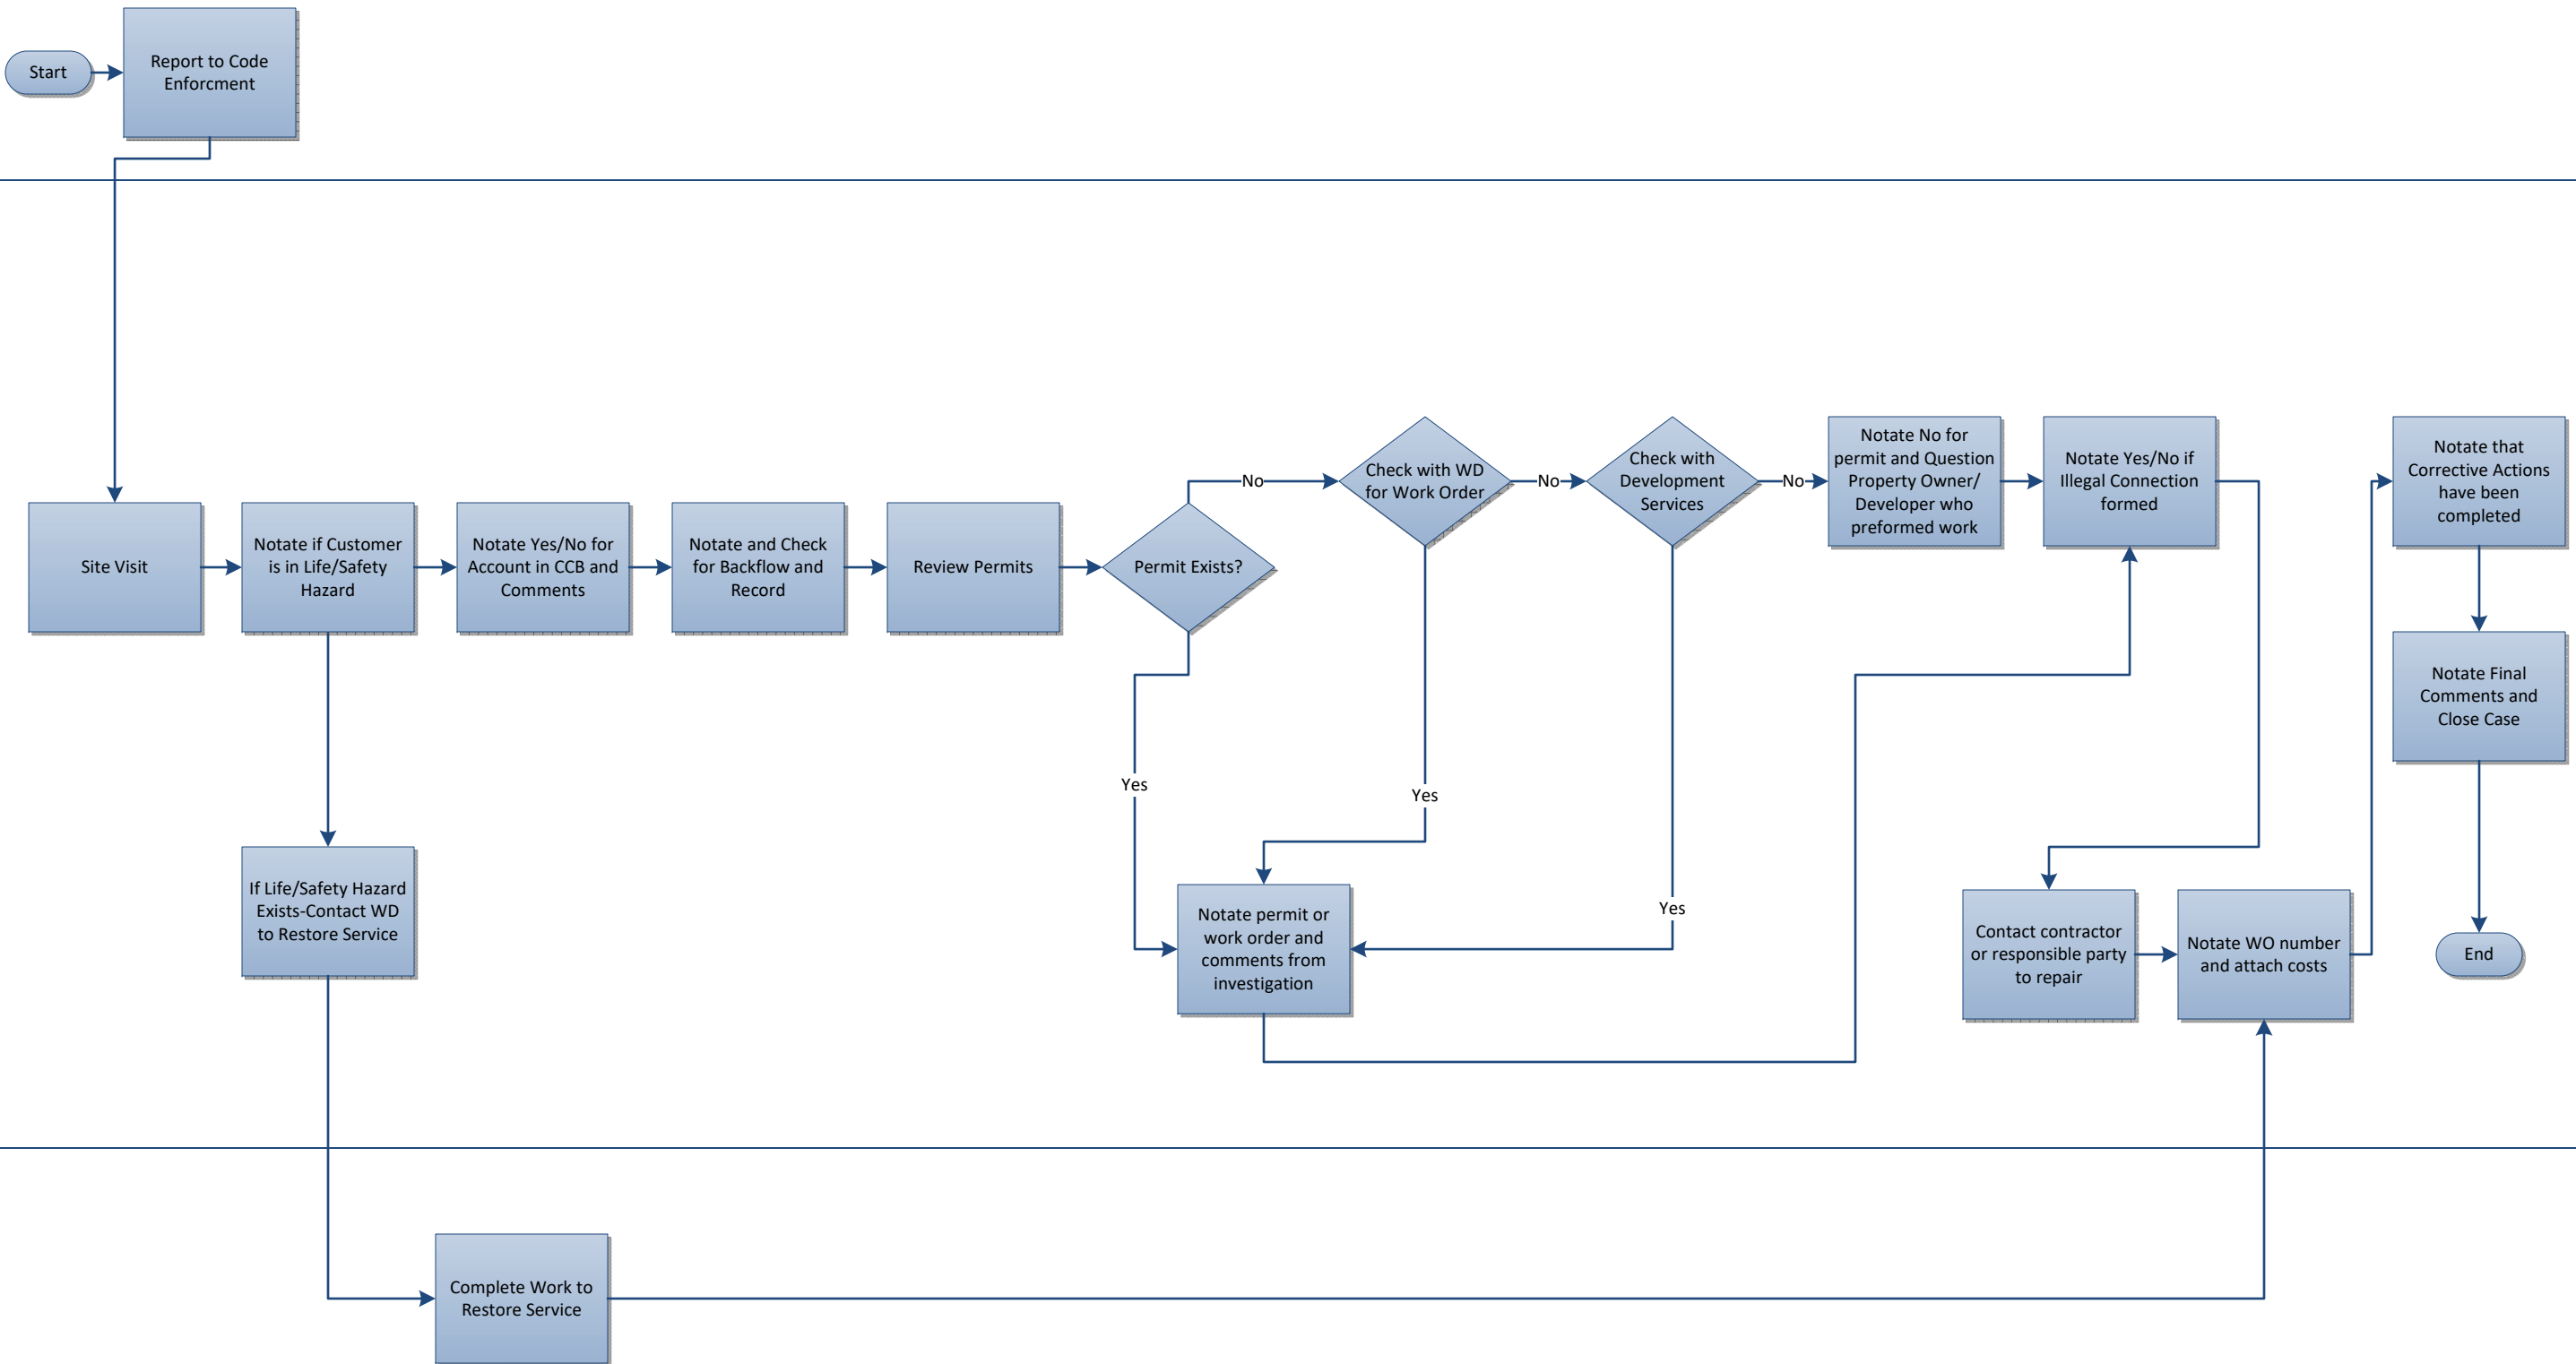 Start
Report to Code
Enforcment
Site Visit
Notate if Customer
is in Life/Safety
Hazard
Notate Yes/No for
Account in CCB and
Comments
Notate and Check
for Backflow and
Record
Review Permits
Permit Exists?
No
Check with WD
for Work Order
No
Check with
Development
Services
No
Notate No for
permit and Question
Property Owner/
Developer who
preformed work
Notate Yes/No if
Illegal Connection
formed
Notate that
Corrective Actions
have been
completed
Notate Final
Comments and
Close Case
Yes
Yes
Yes
If Life/Safety Hazard
Exists-Contact WD
to Restore Service
Notate permit or
work order and
comments from
investigation
Contact contractor
or responsible party
to repair
Notate WO number
and attach costs
End
Complete Work to
Restore Service